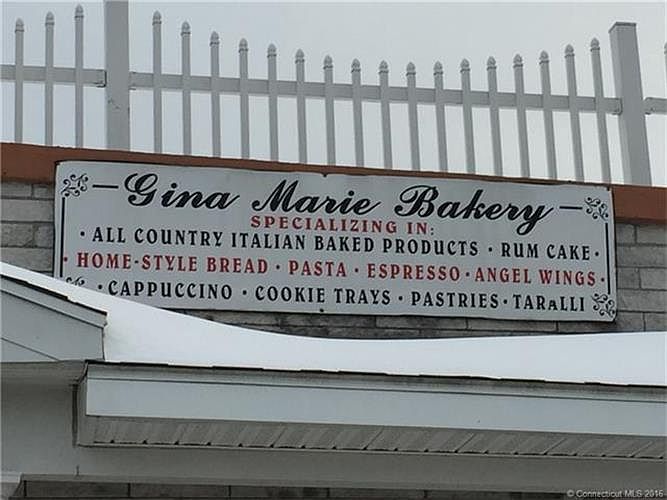 Gina Marie Bakery
SPECIALIZING IN:
· ALL COUNTRY ITALIAN BAKED PRODUCTS · RUM CAKE ·
· HOME-STYLE BREAD · PASTA · ESPRESSO · ANGEL WINGS ·
· CAPPUCCINO · COOKIE TRAYS · PASTRIES · TARALLI
© Connecticut MLS 2016